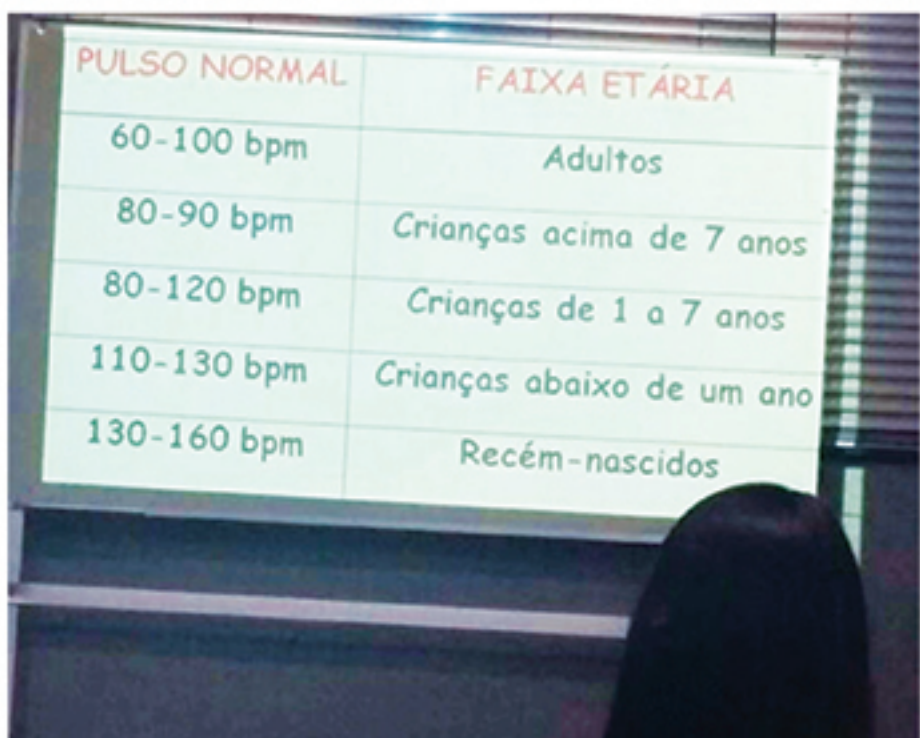 PULSO NORMAL FAIXA ETÁRIA
60-100 bpm Adultos
80-90 bpm Crianças acima de 7 anos
80-120 bpm Crianças de 1 a 7 anos
110-130 bpm Crianças abaixo de um ano
130-160 bpm Recém-nascidos